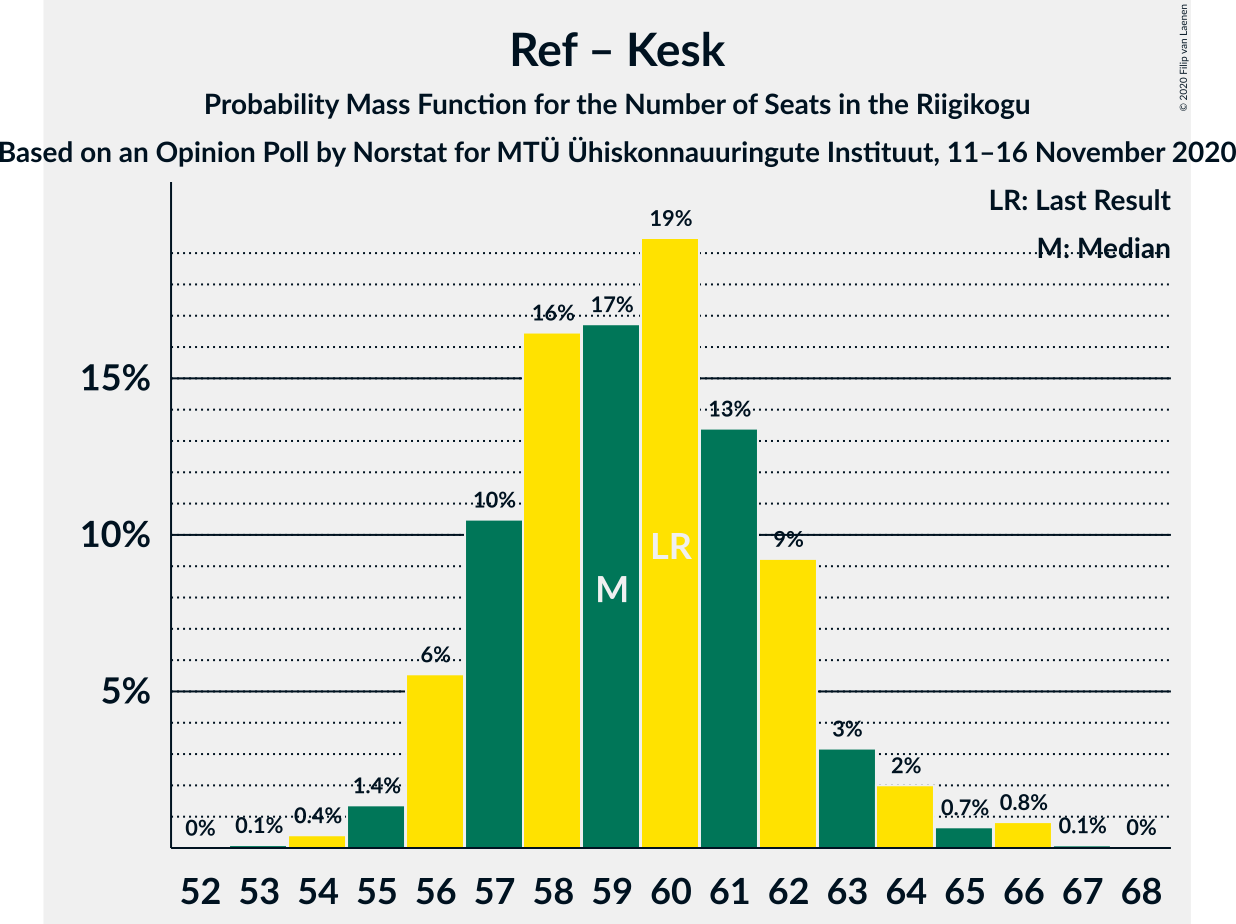 Ref – Kesk
Probability Mass Function for the Number of Seats in the Riigikogu
Based on an Opinion Poll by Norstat for MTÜ Ühiskonnauuringute Instituut, 11–16 November 2020
© 2020 Filip van Laenen
LR: Last Result
M: Median
15%
10%
5%
0%
0.1%
0.4%
1.4%
6%
10%
16%
17%
19%
13%
9%
3%
2%
0.7%
0.8%
0.1%
0%
M
LR
52 53 54 55 56 57 58 59 60 61 62 63 64 65 66 67 68